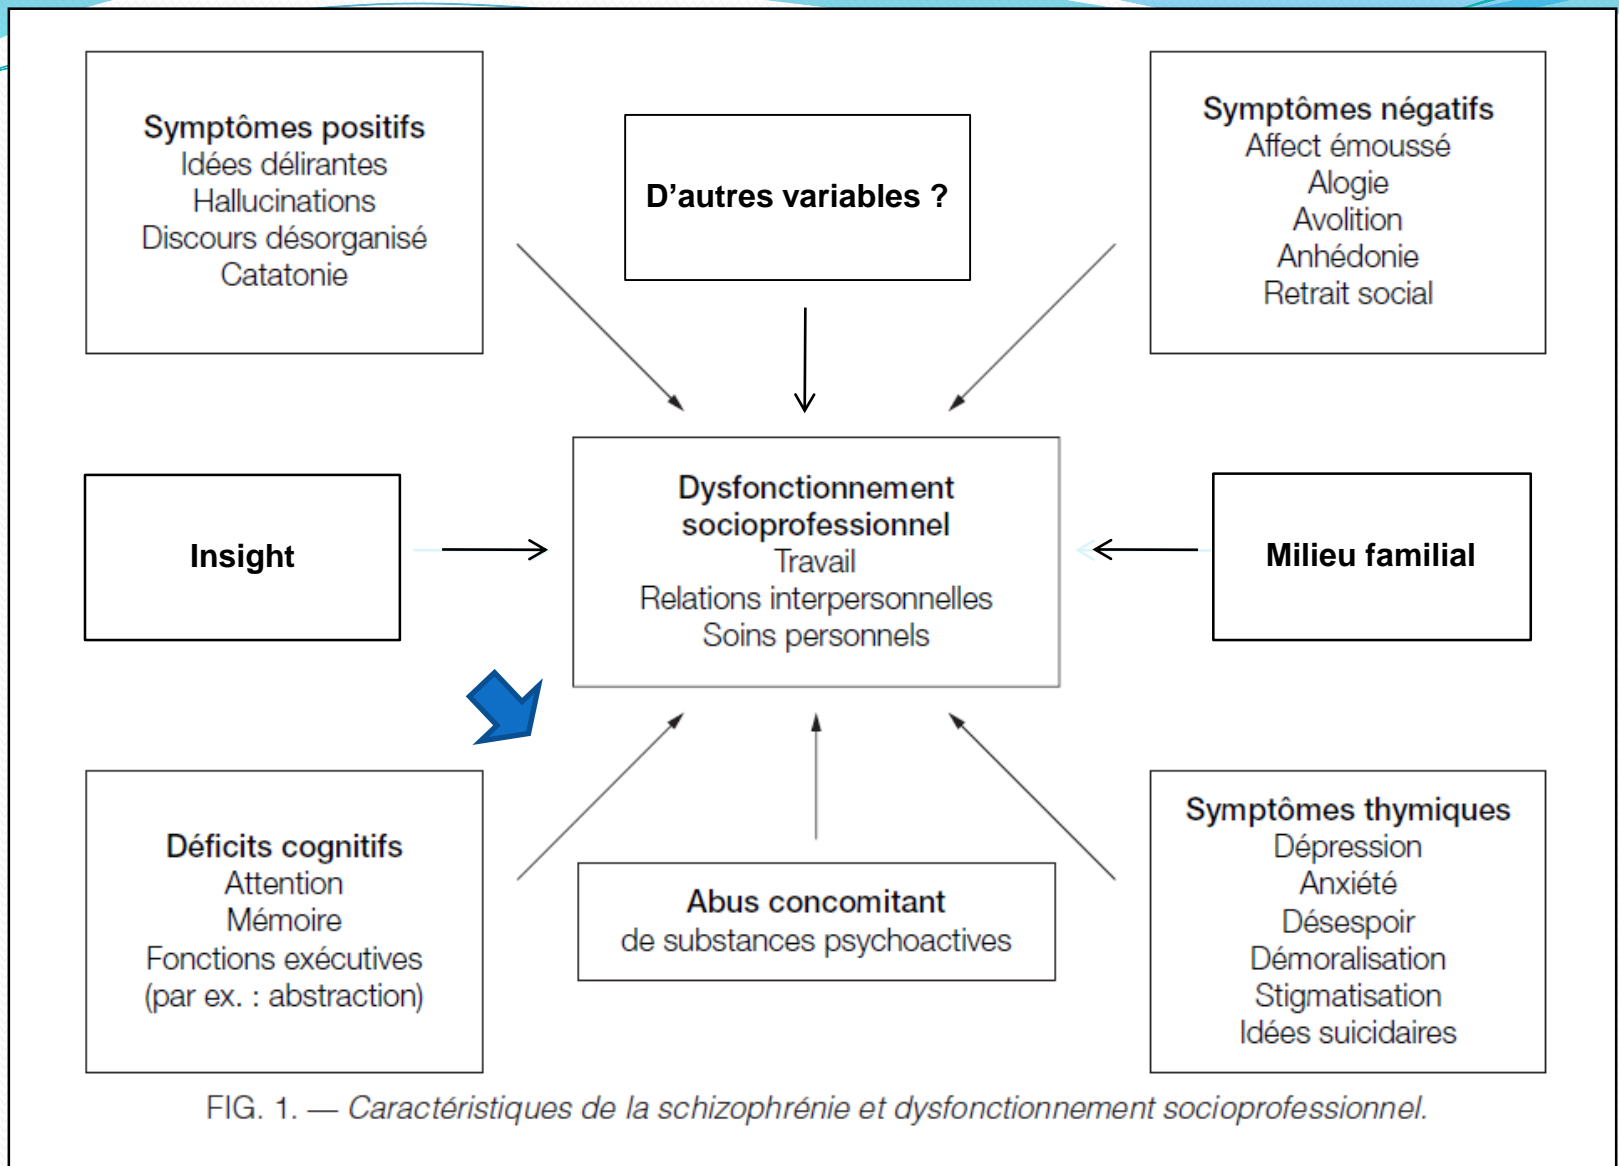 Symptômes positifs
Idées délirantes
Hallucinations
Discours désorganisé
Catatonie
D'autres variables ?
Symptômes négatifs
Affect émoussé
Alogie
Avolition
Anhédonie
Retrait social
Insight
Dysfonctionnement
socioprofessionnel
Travail
Relations interpersonnelles
Soins personnels
Milieu familial
Déficits cognitifs
Attention
Mémoire
Fonctions exécutives
(par ex. : abstraction)
Abus concomitant
de substances psychoactives
Symptômes thymiques
Dépression
Anxiété
Désespoir
Démoralisation
Stigmatisation
Idées suicidaires
FIG. 1. — Caractéristiques de la schizophrénie et dysfonctionnement socioprofessionnel.